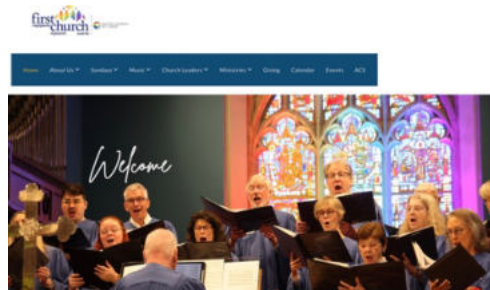 first
church
Home About Us Sundays Music Church Leaders Ministries Giving Calendar Events ACS
Welcome